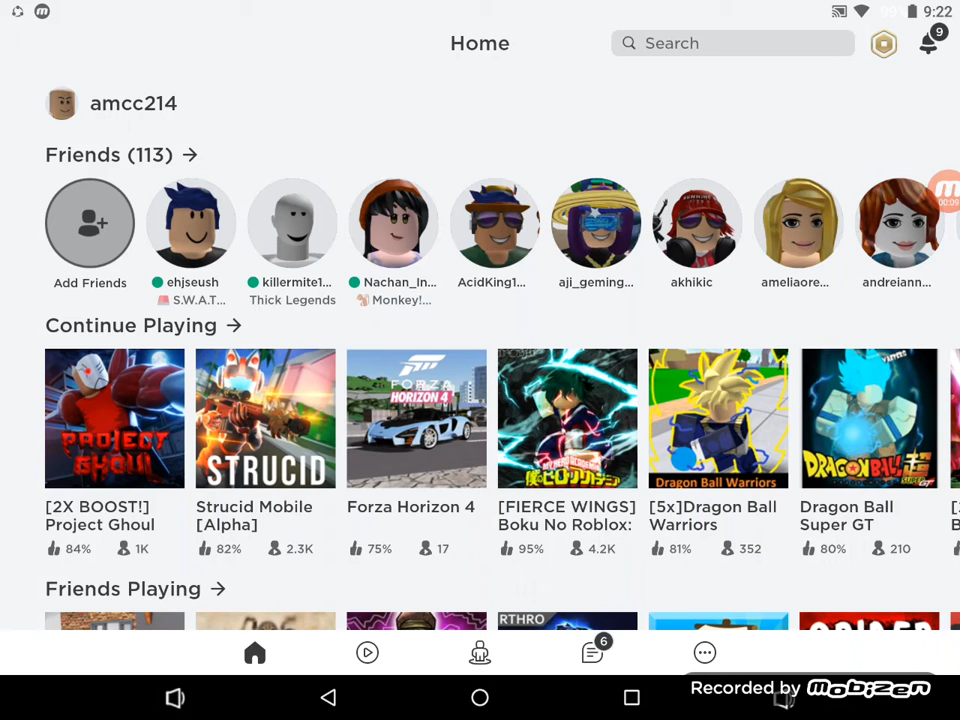 99 9:22
Home
Search
9
amcc214
Friends (113) →
00:09
Add Friends
ehjseush
S.W.A.T...
killermite1...
Thick Legends
Nachan_In...
Monkey!...
AcidKing1...
aji_geming...
akhikic
ameliaore...
andreiann...
Continue Playing →
PROJECT
GHOUL
STRUCID
FORZA
HORIZON 4
Dragon Ball Warriors
DRAGON BALL
[2X BOOST!]
Project Ghoul
84% 1K
Strucid Mobile
[Alpha]
82% 2.3K
Forza Horizon 4
75% 17
[FIERCE WINGS]
Boku No Roblox:
95% 4.2K
[5x]Dragon Ball
Warriors
81% 352
Dragon Ball
Super GT
80% 210
Friends Playing →
RTHRO
6
Recorded by mobizen